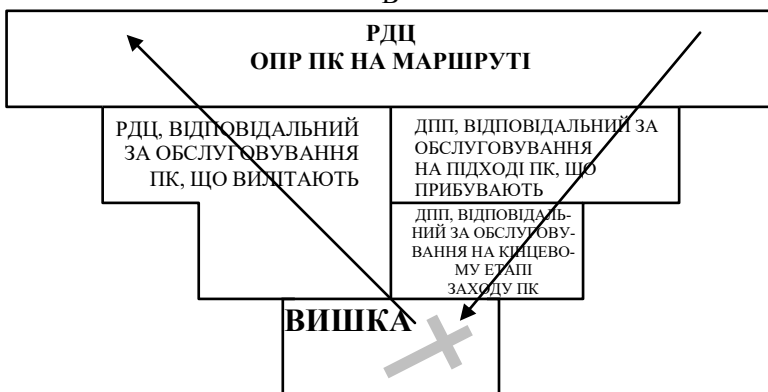 В
РДЦ
ОПР ПК НА МАРШРУТІ
РДЦ, ВІДПОВІДАЛЬНИЙ
ЗА ОБСЛУГОВУВАННЯ
ПК, ЩО ВИЛІТАЮТЬ
ДПП, ВІДПОВІДАЛЬНИЙ ЗА
ОБСЛУГОВУВАННЯ
НА ПІДХОДІ ПК, ЩО
ПРИБУВАЮТЬ
ДПП, ВІДПОВІДАЛЬ-
НИЙ ЗА ОБСЛУГОВУ-
ВАННЯ НА КІНЦЕВО-
МУ ЕТАПІ
ЗАХОДУ ПК
ВИШКА